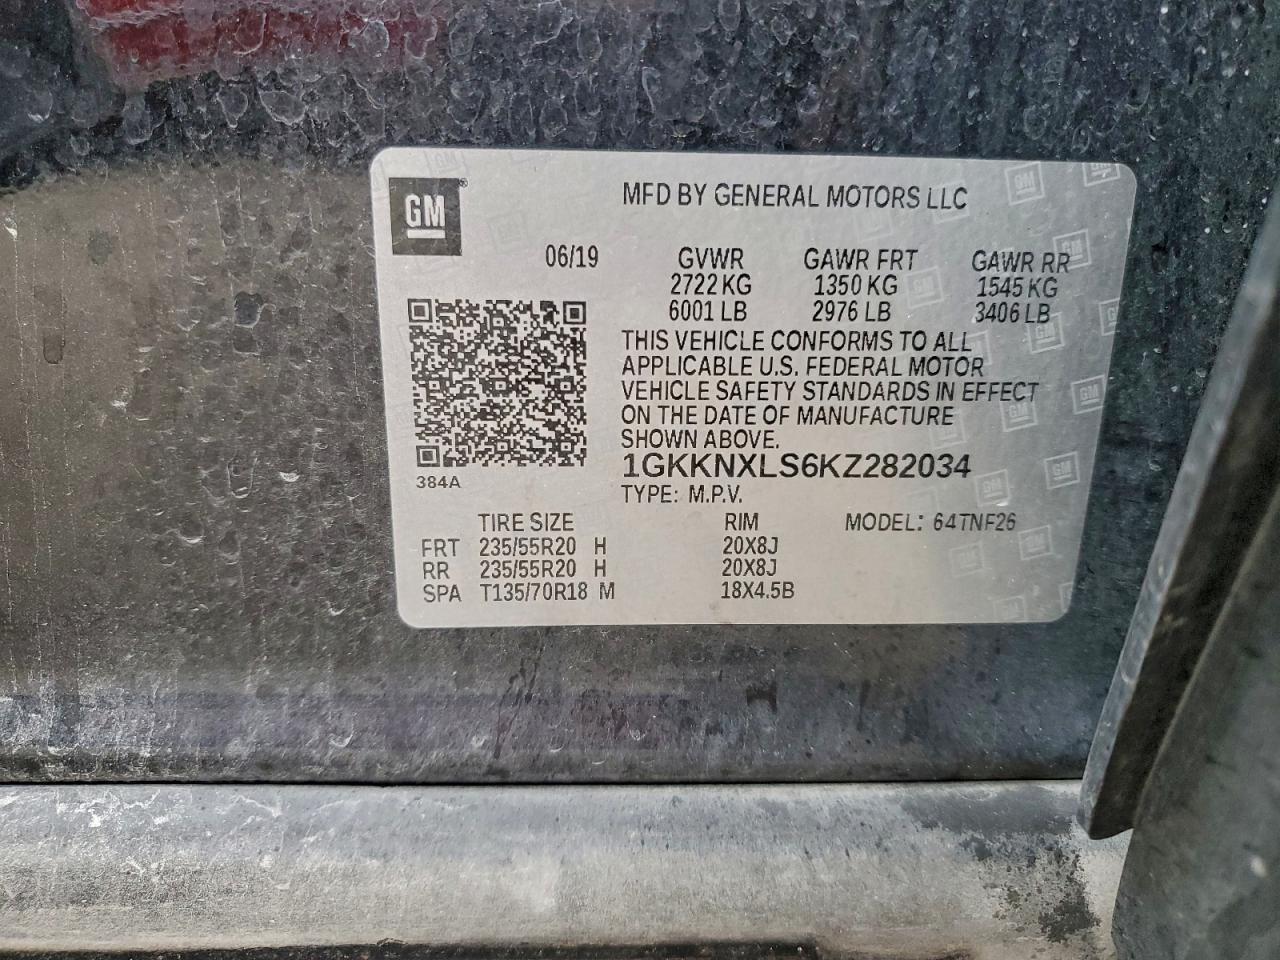 GM
MFD BY GENERAL MOTORS LLC
06/19 GVWR GAWR FRT GAWR RR
2722 KG 1350 KG 1545 KG
6001 LB 2976 LB 3406 LB
THIS VEHICLE CONFORMS TO ALL
APPLICABLE U.S. FEDERAL MOTOR
VEHICLE SAFETY STANDARDS IN EFFECT
ON THE DATE OF MANUFACTURE
SHOWN ABOVE.
1GKKNXLS6KZ282034
384A
TYPE: M.P.V.
TIRE SIZE RIM MODEL: 64TNF26
FRT 235/55R20 H 20X8J
RR 235/55R20 H 20X8J
SPA T135/70R18 M 18X4.5B